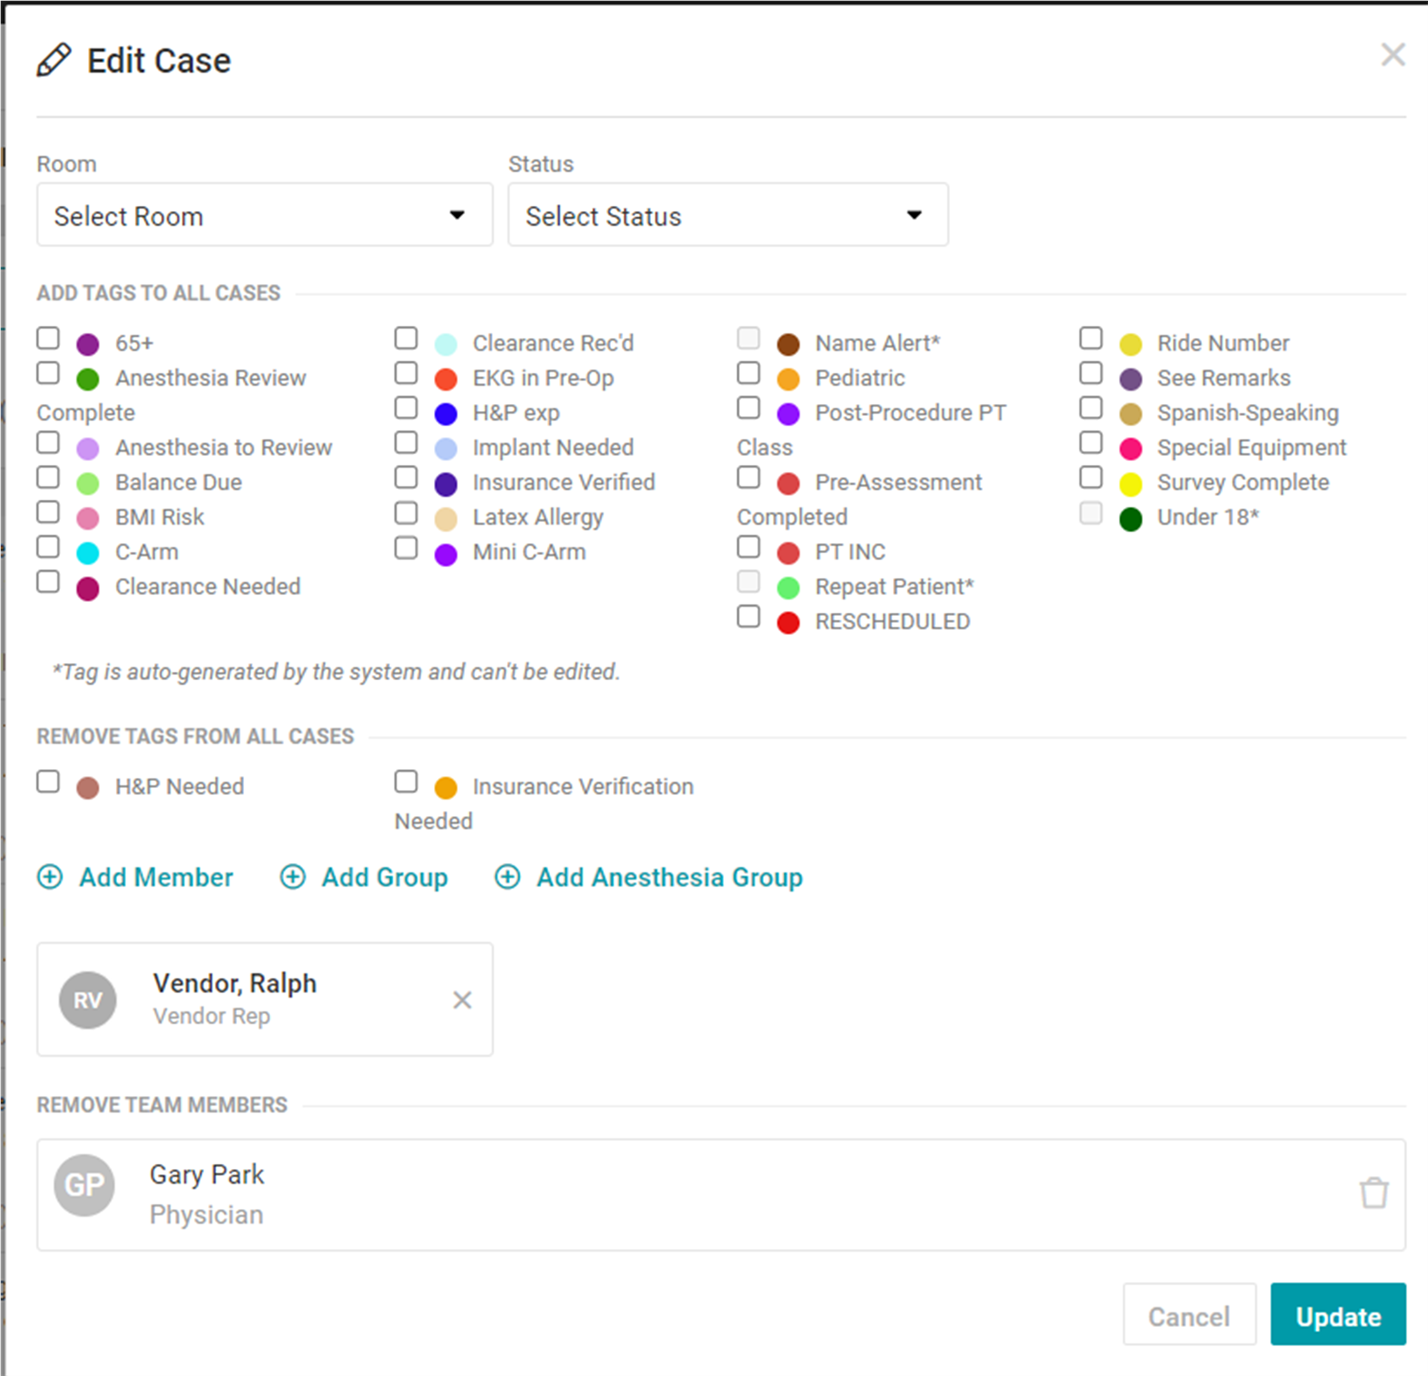 Edit Case
Room
Status
Select Room
Select Status
ADD TAGS TO ALL CASES
65+
Anesthesia Review
Complete
Anesthesia to Review
Balance Due
BMI Risk
C-Arm
Clearance Needed
Clearance Rec'd
EKG in Pre-Op
H&P exp
Implant Needed
Insurance Verified
Latex Allergy
Mini C-Arm
Name Alert*
Pediatric
Post-Procedure PT
Class
Pre-Assessment
Completed
PT INC
Repeat Patient*
RESCHEDULED
Ride Number
See Remarks
Spanish-Speaking
Special Equipment
Survey Complete
Under 18*
*Tag is auto-generated by the system and can't be edited.
REMOVE TAGS FROM ALL CASES
H&P Needed
Insurance Verification
Needed
Add Member
Add Group
Add Anesthesia Group
RV
Vendor, Ralph
Vendor Rep
REMOVE TEAM MEMBERS
GP
Gary Park
Physician
Cancel
Update